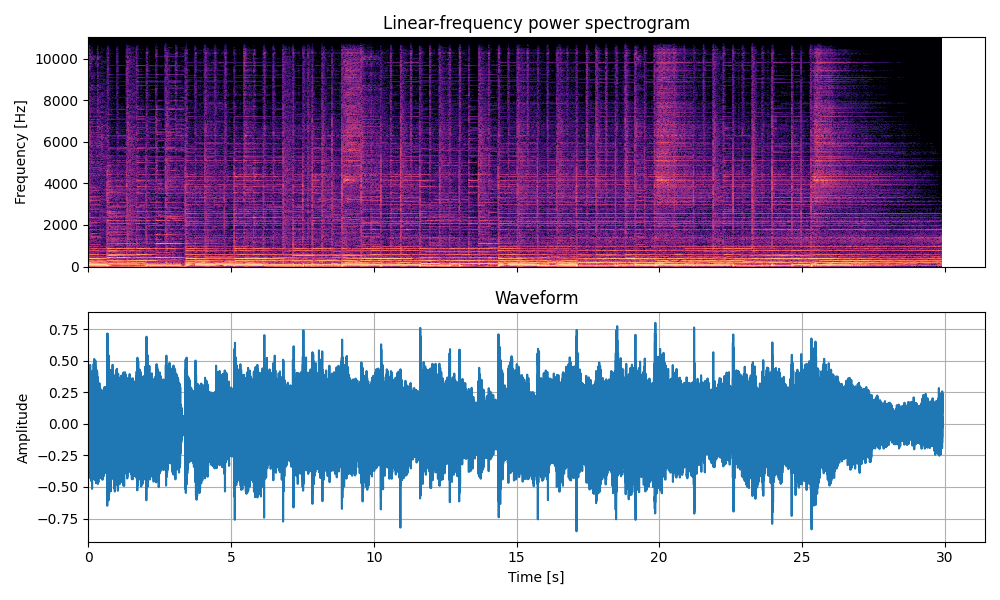 Linear-frequency power spectrogram
10000
8000
6000
4000
2000
0
Frequency [Hz]
Waveform
0.75
0.50
0.25
0.00
−0.25
−0.50
−0.75
Amplitude
0 5 10 15 20 25 30
Time [s]